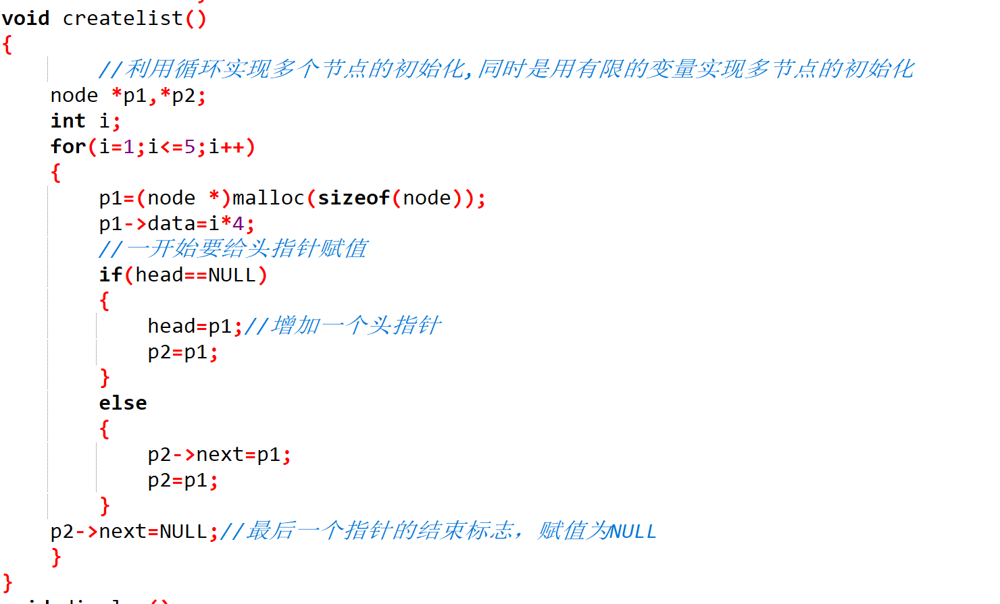 void createlist()
{
//利用循环实现多个节点的初始化,同时是用有限的变量实现多节点的初始化
node *p1,*p2;
int i;
for(i=1;i<=5;i++)
{
p1=(node *)malloc(sizeof(node));
p1->data=i*4;
//一开始要给头指针赋值
if(head==NULL)
{
head=p1;//增加一个头指针
p2=p1;
}
else
{
p2->next=p1;
p2=p1;
}
p2->next=NULL;//最后一个指针的结束标志，赋值为NULL
}
}